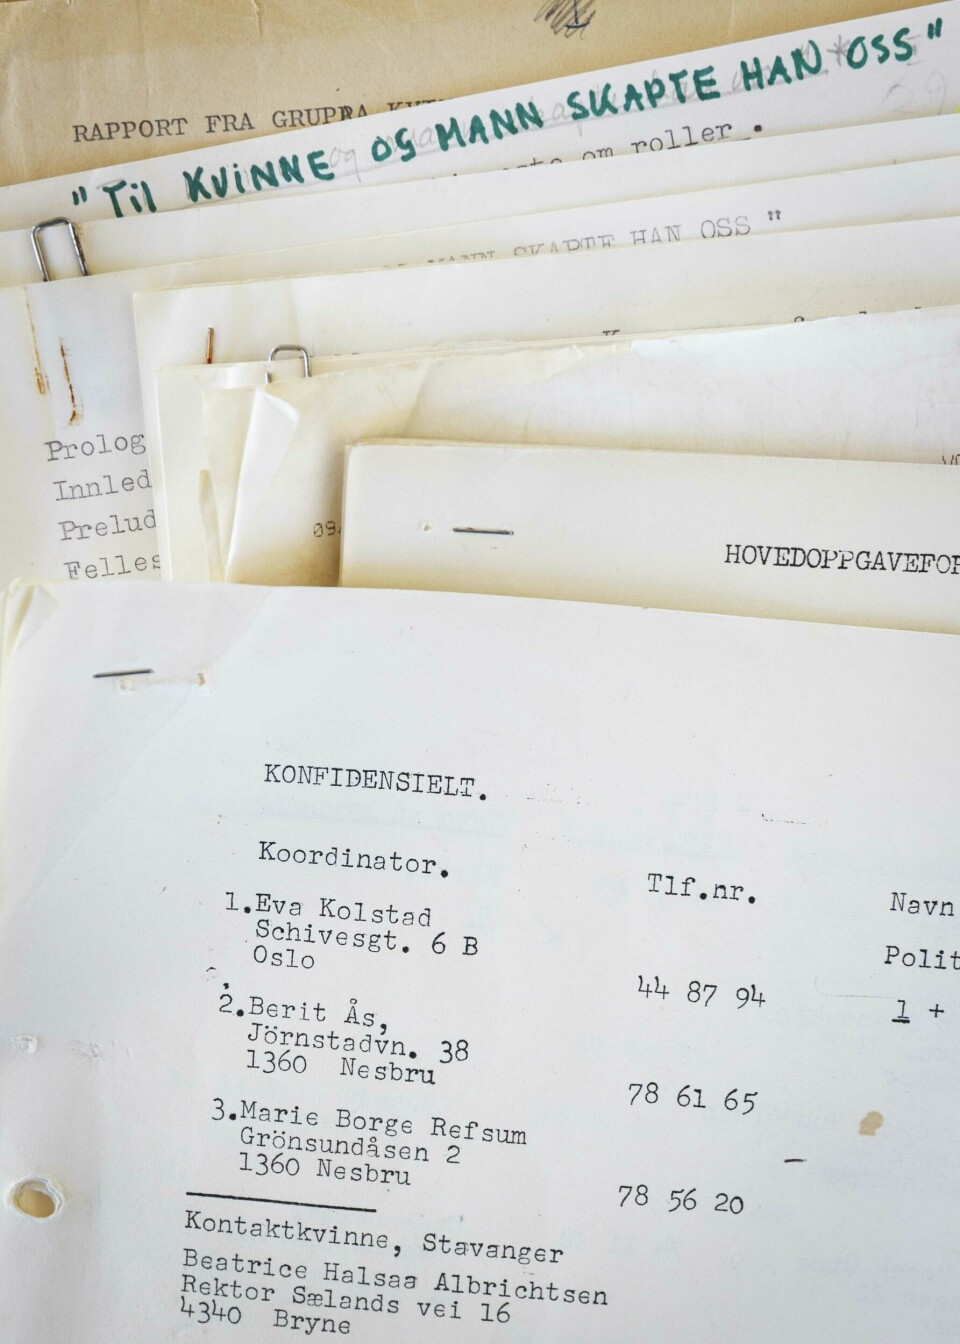 RAPPORT FRA GRUPPA
"TiL KVINNE OG MANN SKAPTE HAN OSS"
om roller.
MANN SKAPTE HAN OSS"
Prolog
Innled
Prelud
Felles
09
HOVEDOPPGAVEFOR
KONFIDENSIELT.
Koordinator.
Tlf.nr.
Navn
Polit
1.Eva Kolstad
Schivesgt. 6 B
Oslo
44 87 94
1 +
2.Berit Ås,
Jörnstadvn. 38
1360 Nesbru
78 61 65
3.Marie Borge Refsum
Grönsundåsen 2
1360 Nesbru
78 56 20
Kontaktkvinne, Stavanger
Beatrice Halsaa Albrichtsen
Rektor Sælands vei 16
4340 Bryne